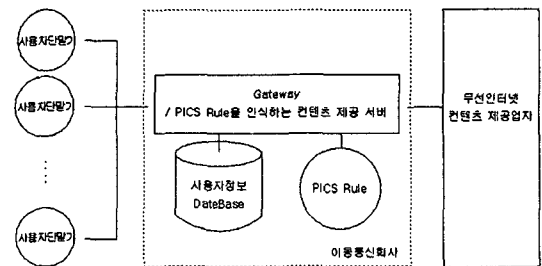 사용자단말기
사용자단말기
사용자단말기
Gateway
/ PICS Rule을 인식하는 컨텐츠 제공 서버
사용자정보
DateBase
PICS Rule
이동통신회사
무선인터넷
컨텐츠 제공업자